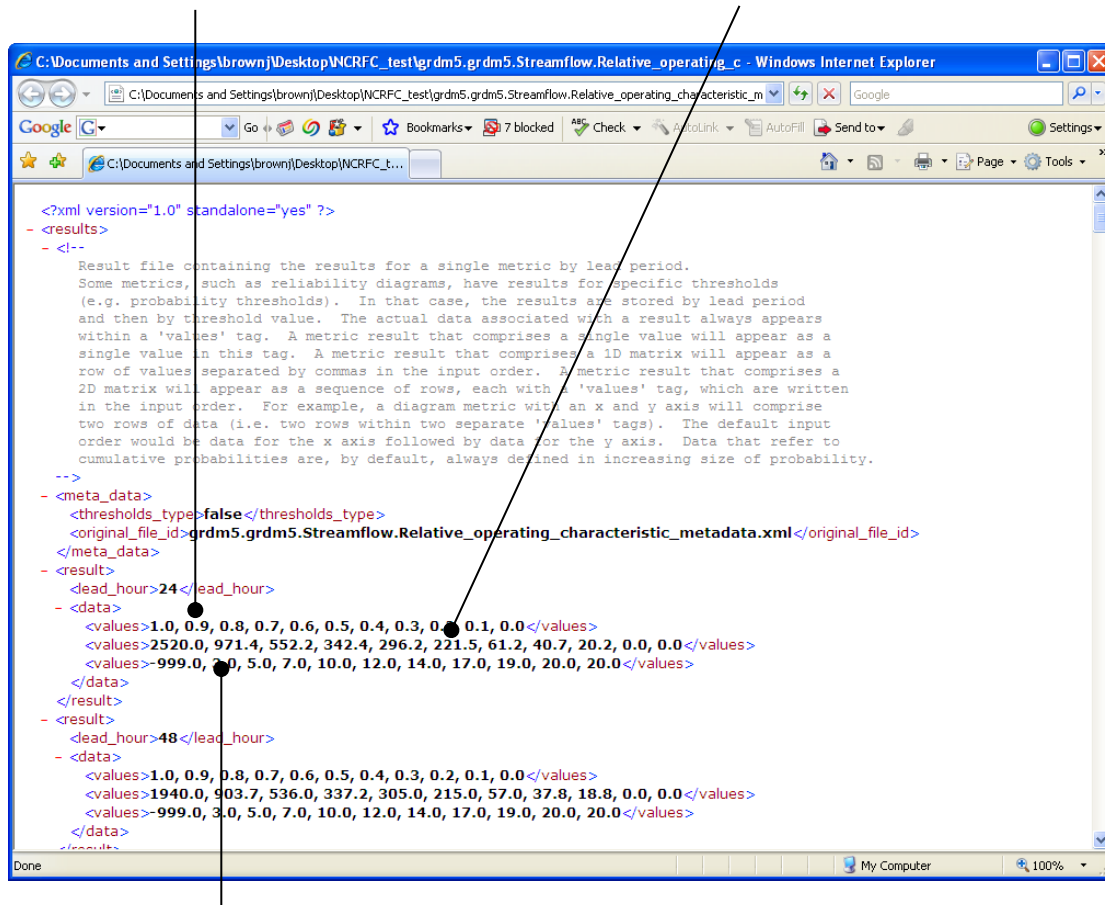 C:\Documents and Settings\brownj\Desktop\NCRFC_test\grdm5.grdm5.Streamflow.Relative_operating_c - Windows Internet Explorer
C:\Documents and Settings\brownj\Desktop\NCRFC_test\grdm5.grdm5.Streamflow.Relative_operating_characteristic_m Google
Google G Go Bookmarks 7 blocked ABC Check AutoLink AutoFill Send to Settings
C:\Documents and Settings\brownj\Desktop\NCRFC_t... Page Tools »
<?xml version="1.0" standalone="yes" ?>
- <results>
- <!--
Result file containing the results for a single metric by lead period.
Some metrics, such as reliability diagrams, have results for specific thresholds
(e.g. probability thresholds). In that case, the results are stored by lead period
and then by threshold value. The actual data associated with a result always appears
within a 'values' tag. A metric result that comprises a single value will appear as a
single value in this tag. A metric result that comprises a 1D matrix will appear as a
row of values separated by commas in the input order. A metric result that comprises a
2D matrix will appear as a sequence of rows, each with a 'values' tag, which are written
in the input order. For example, a diagram metric with an x and y axis will comprise
two rows of data (i.e. two rows within two separate 'values' tags). The default input
order would be data for the x axis followed by data for the y axis. Data that refer to
cumulative probabilities are, by default, always defined in increasing size of probability.
-->
- <meta_data>
<thresholds_type>false</thresholds_type>
<original_file_id>grdm5.grdm5.Streamflow.Relative_operating_characteristic_metadata.xml</original_file_id>
</meta_data>
- <result>
<lead_hour>24</lead_hour>
- <data>
<values>1.0, 0.9, 0.8, 0.7, 0.6, 0.5, 0.4, 0.3, 0.2, 0.1, 0.0</values>
<values>2520.0, 971.4, 552.2, 342.4, 296.2, 221.5, 61.2, 40.7, 20.2, 0.0, 0.0</values>
<values>-999.0, 3.0, 5.0, 7.0, 10.0, 12.0, 14.0, 17.0, 19.0, 20.0, 20.0</values>
</data>
</result>
- <result>
<lead_hour>48</lead_hour>
- <data>
<values>1.0, 0.9, 0.8, 0.7, 0.6, 0.5, 0.4, 0.3, 0.2, 0.1, 0.0</values>
<values>1940.0, 903.7, 536.0, 337.2, 305.0, 215.0, 57.0, 37.8, 18.8, 0.0, 0.0</values>
<values>-999.0, 3.0, 5.0, 7.0, 10.0, 12.0, 14.0, 17.0, 19.0, 20.0, 20.0</values>
</data>
</result>
Done My Computer 100%